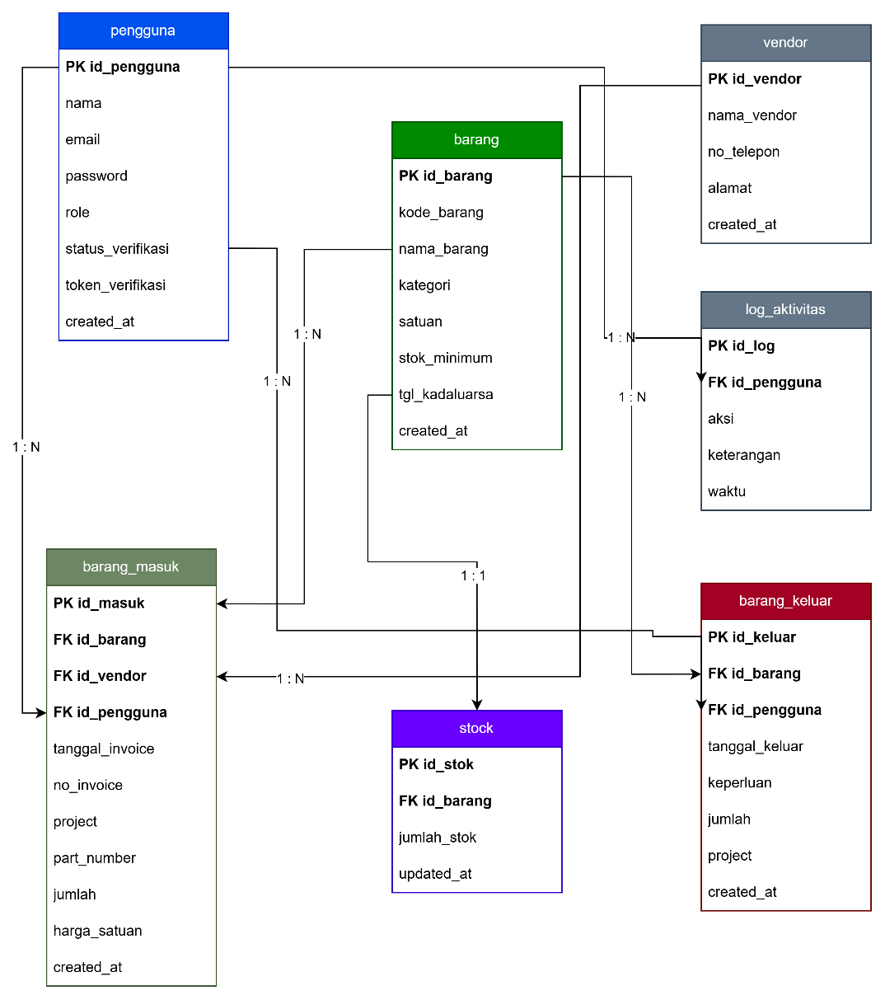 pengguna
PK id_pengguna
nama
email
password
role
status_verifikasi
token_verifikasi
created_at
vendor
PK id_vendor
nama_vendor
no_telepon
alamat
created_at
barang
PK id_barang
kode_barang
nama_barang
kategori
satuan
stok_minimum
tgl_kadaluarsa
created_at
log_aktivitas
PK id_log
FK id_pengguna
aksi
keterangan
waktu
1 : N
1 : N
1 : N
1 : N
1 : N
barang_masuk
PK id_masuk
FK id_barang
FK id_vendor
FK id_pengguna
tanggal_invoice
no_invoice
project
part_number
jumlah
harga_satuan
created_at
1 : 1
1 : N
stock
PK id_stok
FK id_barang
jumlah_stok
updated_at
barang_keluar
PK id_keluar
FK id_barang
FK id_pengguna
tanggal_keluar
keperluan
jumlah
project
created_at